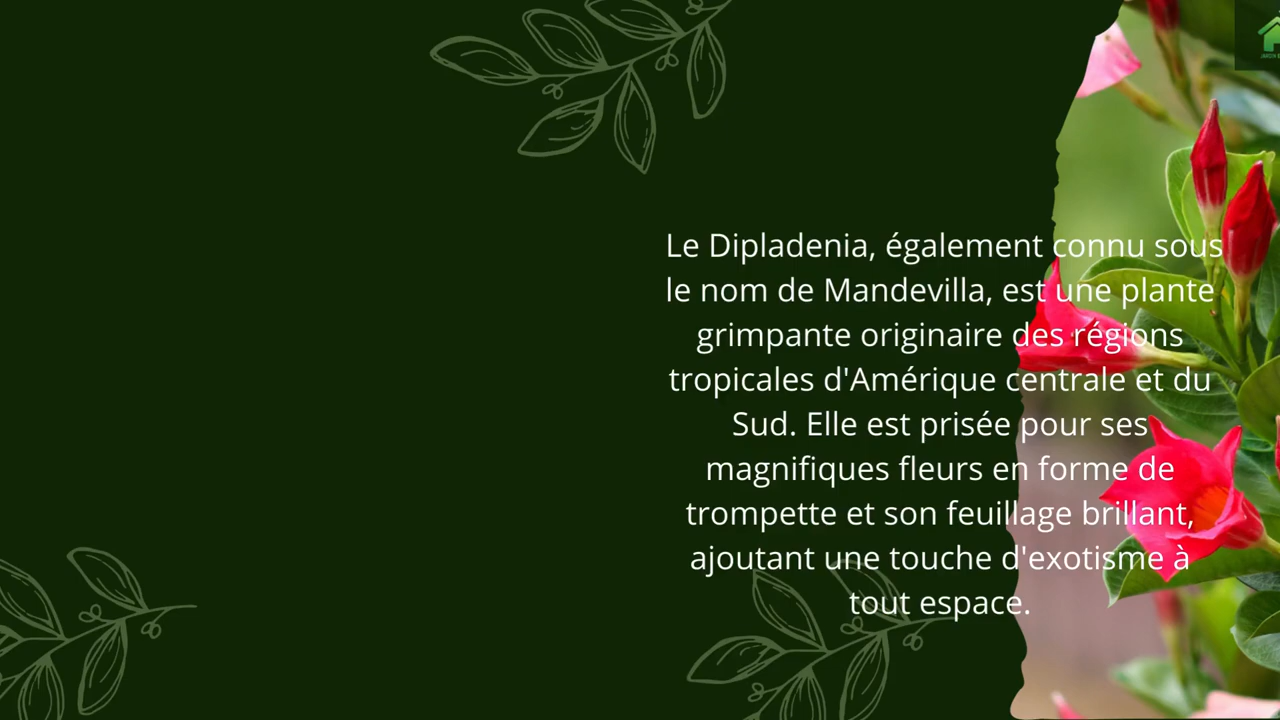 Le Dipladenia, également connu sous
le nom de Mandevilla, est une plante
grimpante originaire des régions
tropicales d'Amérique centrale et du
Sud. Elle est prisée pour ses
magnifiques fleurs en forme de
trompette et son feuillage brillant,
ajoutant une touche d'exotisme à
tout espace.